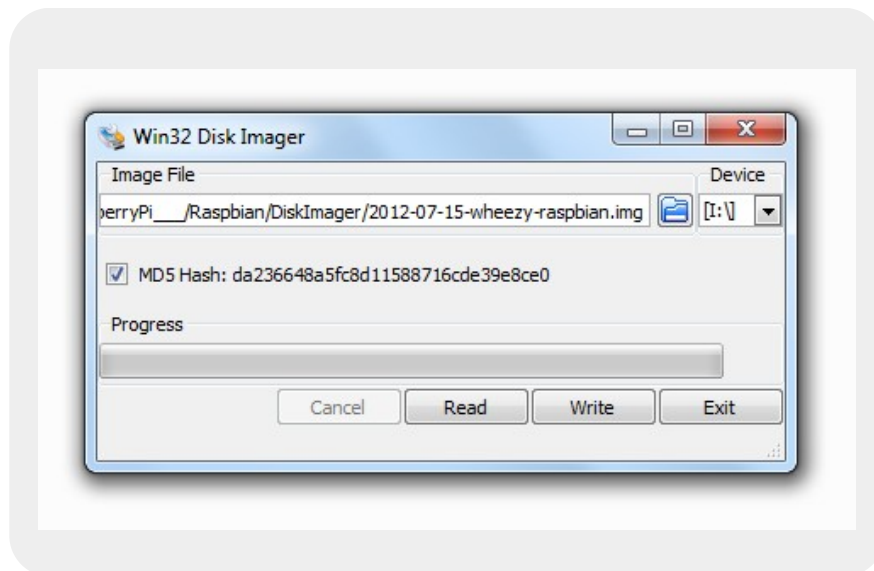 Win32 Disk Imager
Image File
Device
perryPi___/Raspbian/DiskImager/2012-07-15-wheezy-raspbian.img
[I:\]
MD5 Hash: da236648a5fc8d11588716cde39e8ce0
Progress
Cancel
Read
Write
Exit